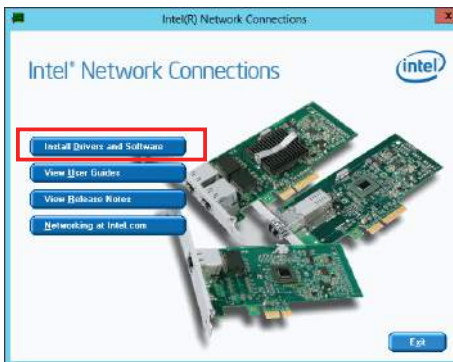 Intel(R) Network Connections
x
Intel® Network Connections
intel
Install Drivers and Software
View User Guides
View Release Notes
Networking at Intel.com
Exit